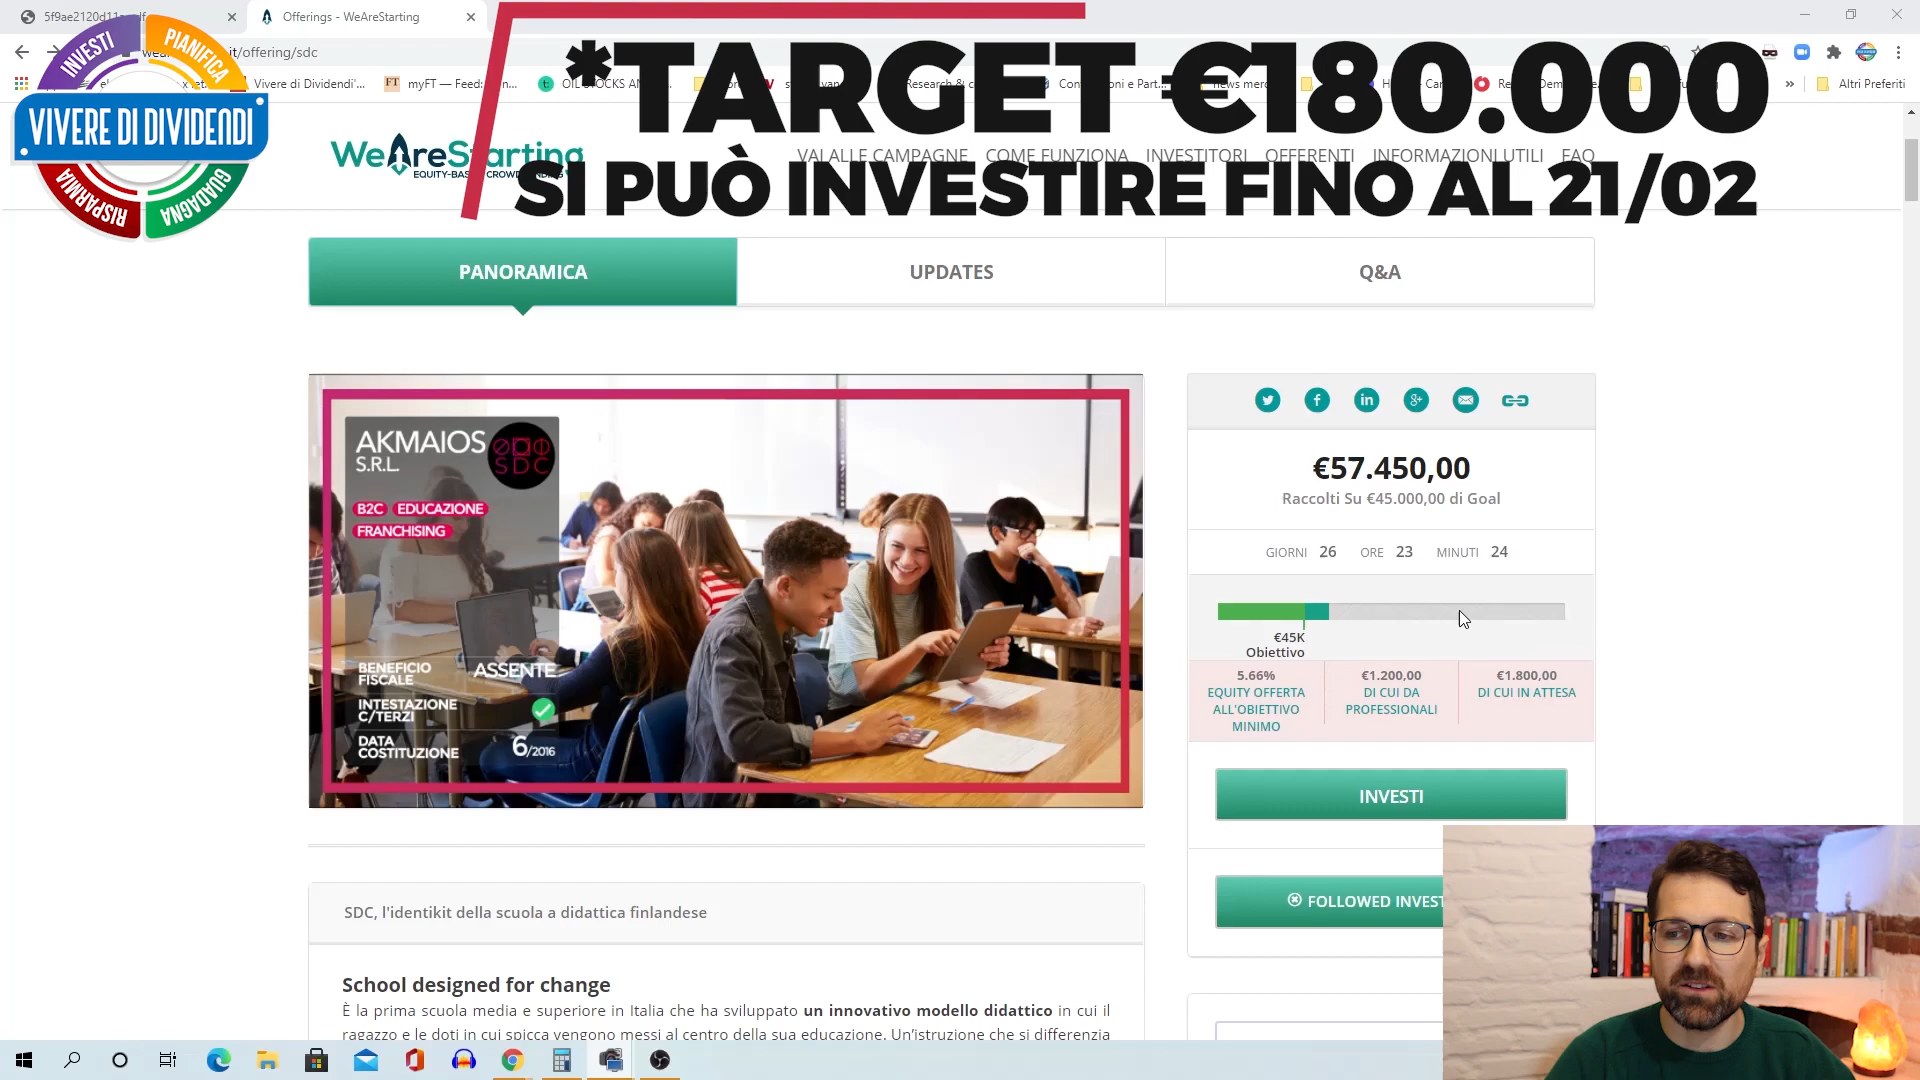 Offerings - WeAreStarting
it/offering/sdc
Vivere di Dividendi'...
myFT — Feed:
Altri Preferiti
INVESTI
PIANIFICA
VIVERE DI DIVIDENDI
RISPARMIA
GUADAGNA
*TARGET €180.000
SI PUÒ INVESTIRE FINO AL 21/02
WeAreStarting
VAI ALLE CAMPAGNE COME FUNZIONA INVESTITORI OFFERENTI INFORMAZIONI UTILI FAQ
PANORAMICA
UPDATES
Q&A
AKMAIOS
S.R.L.
SDC
B2C EDUCAZIONE
FRANCHISING
BENEFICIO
FISCALE
ASSENTE
INTESTAZIONE
C/TERZI
DATA
COSTITUZIONE
6/2016
€57.450,00
Raccolti Su €45.000,00 di Goal
GIORNI 26 ORE 23 MINUTI 24
€45K
Obiettivo
5.66%
EQUITY OFFERTA
ALL'OBIETTIVO
MINIMO
€1.200,00
DI CUI DA
PROFESSIONALI
€1.800,00
DI CUI IN ATTESA
INVESTI
FOLLOWED
SDC, l'identikit della scuola a didattica finlandese
School designed for change
È la prima scuola media e superiore in Italia che ha sviluppato un innovativo modello didattico in cui il
ragazzo e le doti in cui spicca vengono messi al centro della sua educazione. Un'istruzione che si differenzia